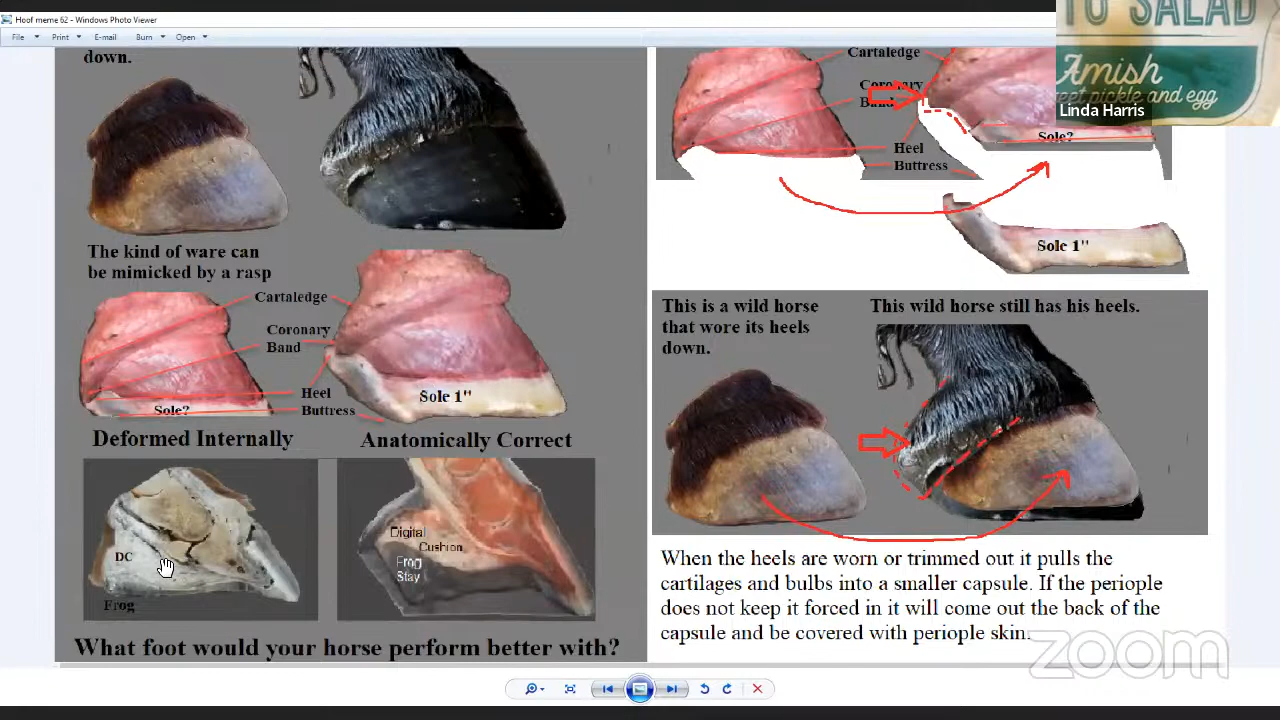 Hoof meme 62 - Windows Photo Viewer
File
Print
E-mail
Burn
Open
TO SALAD
Amish
sweet pickle and egg
Linda Harris
down.
The kind of ware can
be mimicked by a rasp
Cartaledge
Coronary
Band
Heel
Buttress
Sole?
Sole 1"
Deformed Internally
Anatomically Correct
DC
Frog
Digital
Cushion
Frog
Stay
What foot would your horse perform better with?
Cartaledge
Coronary
Band
Heel
Buttress
Sole?
Sole 1"
This is a wild horse
that wore its heels
down.
This wild horse still has his heels.
When the heels are worn or trimmed out it pulls the
cartilages and bulbs into a smaller capsule. If the periople
does not keep it forced in it will come out the back of the
capsule and be covered with periople skin.
zoom